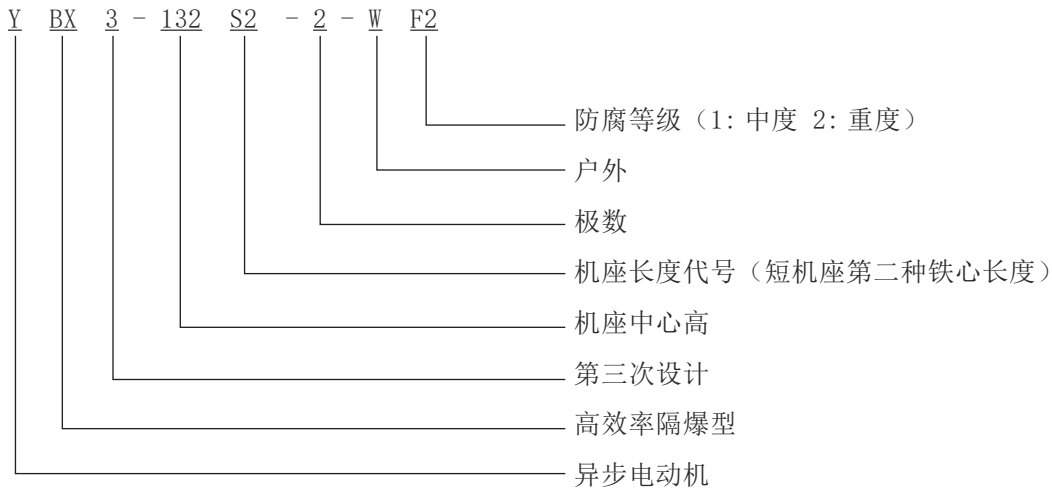 Y BX 3 - 132 S2 - 2 - W F2
防腐等级（1: 中度 2: 重度）
户外
极数
机座长度代号（短机座第二种铁心长度）
机座中心高
第三次设计
高效率隔爆型
异步电动机